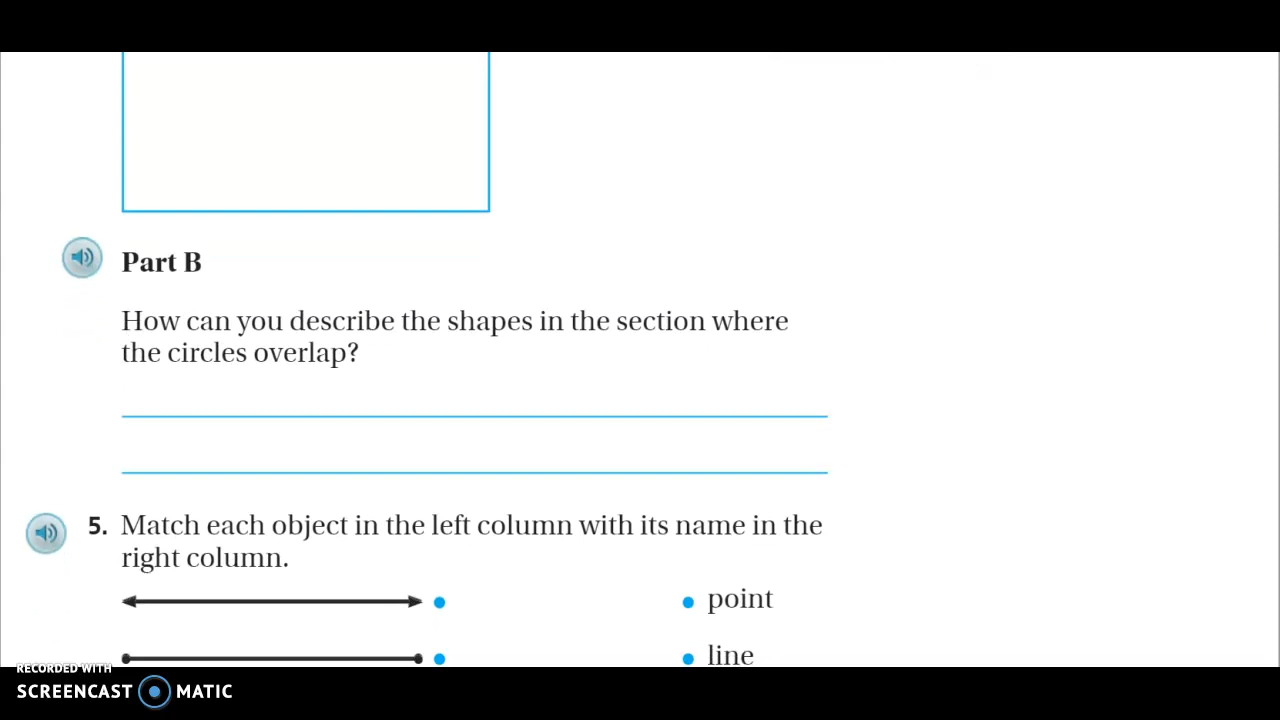 Part B
How can you describe the shapes in the section where
the circles overlap?
5. Match each object in the left column with its name in the
right column.
point
line
RECORDED WITH
SCREENCAST MATIC